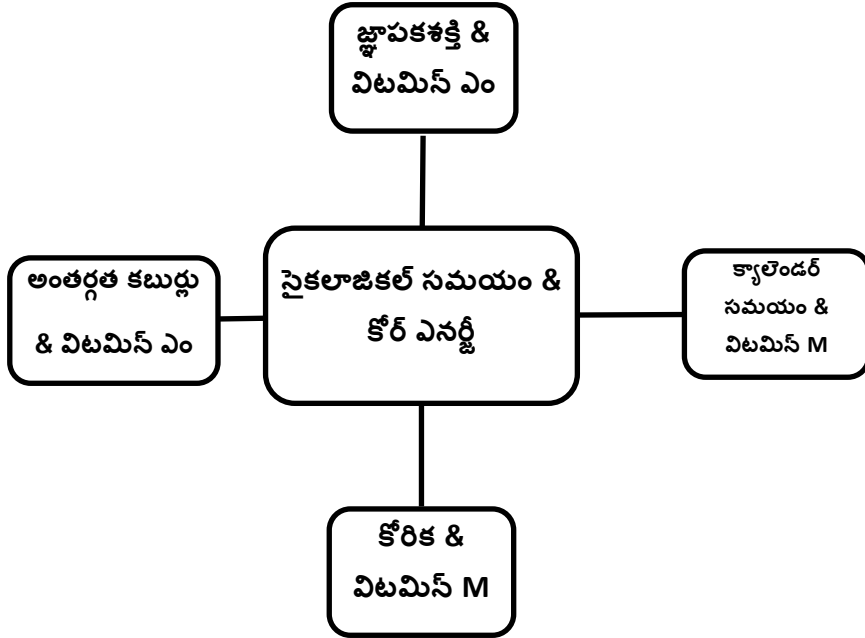 జ్ఞాపకశక్తి &
విటమిస్ ఎం
అంతర్గత కబుర్లు
& విటమిస్ ఎం
సైకలాజికల్ సమయం &
కోర్ ఎనర్జీ
క్యాలెండర్
సమయం &
విటమిస్ M
కోరిక &
విటమిస్ M